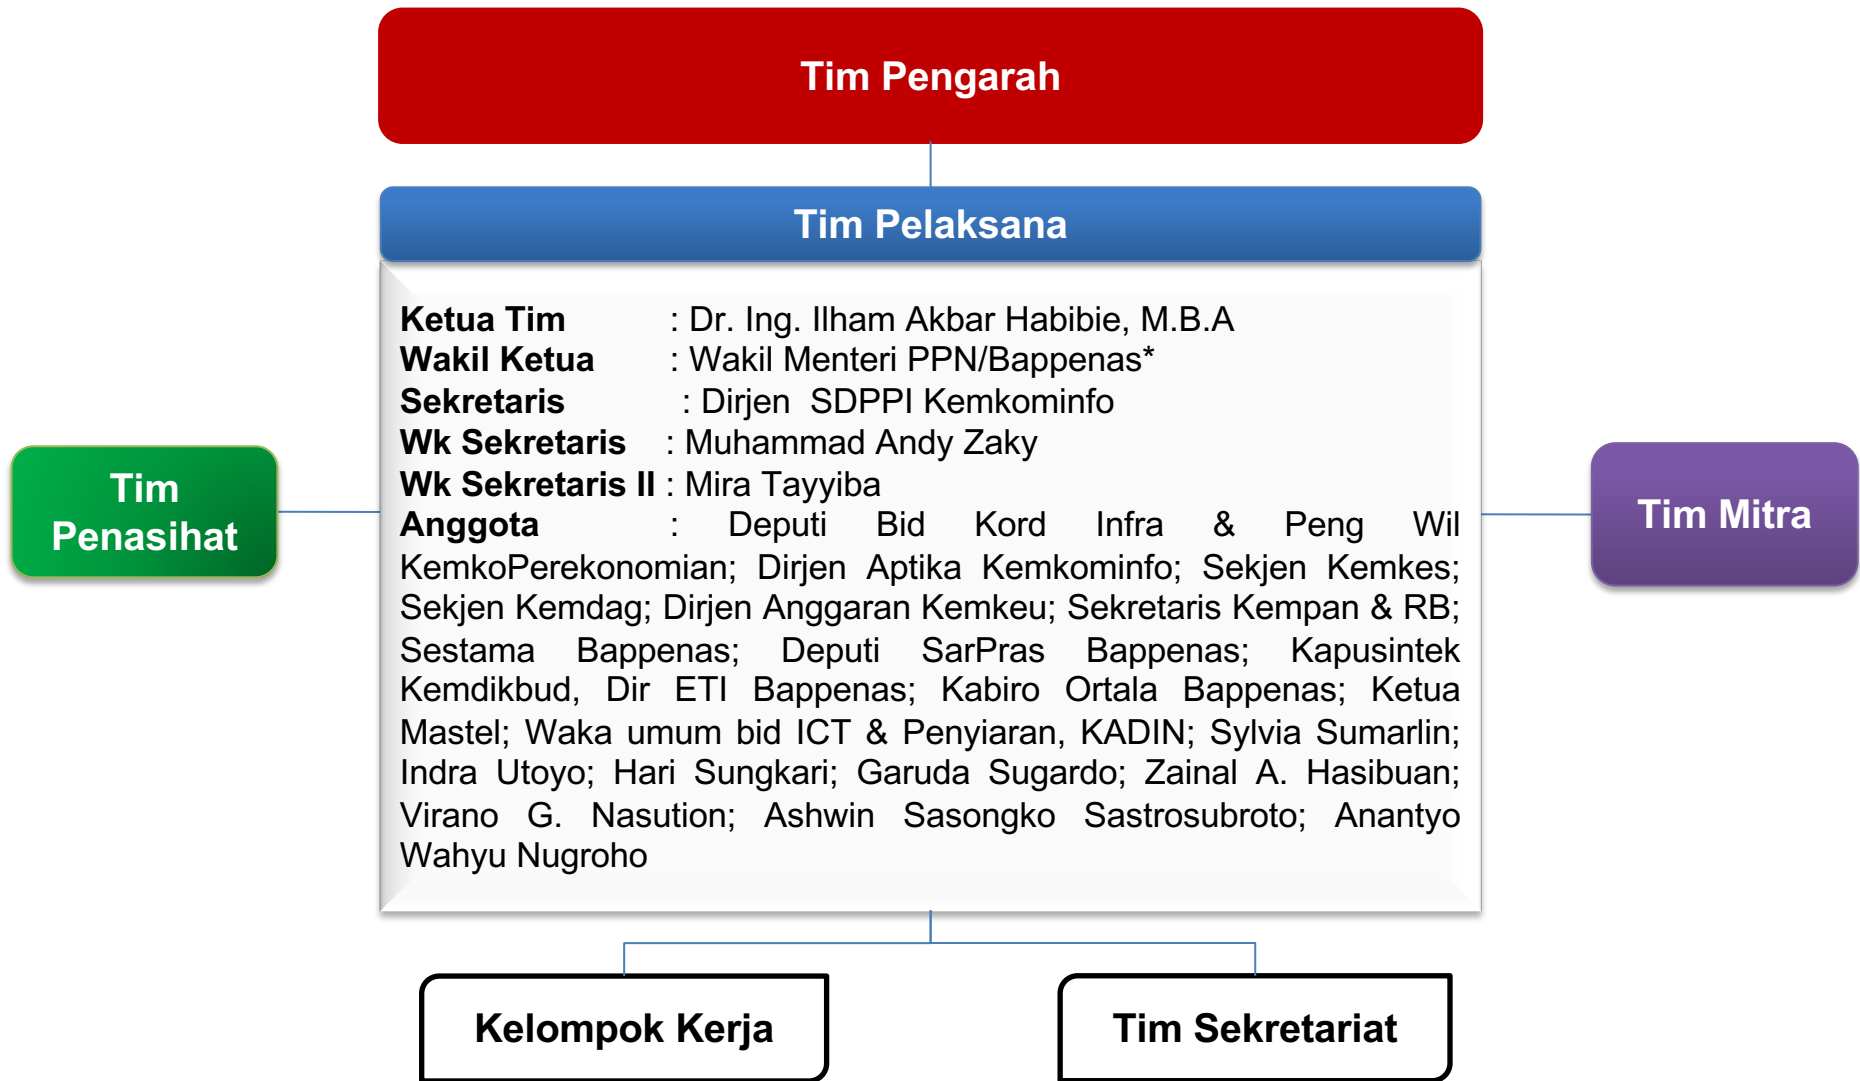 Tim Pengarah
Tim Pelaksana
Ketua Tim : Dr. Ing. Ilham Akbar Habibie, M.B.A
Wakil Ketua : Wakil Menteri PPN/Bappenas*
Sekretaris : Dirjen SDPPI Kemkominfo
Wk Sekretaris : Muhammad Andy Zaky
Wk Sekretaris II : Mira Tayyiba
Anggota : Deputi Bid Kord Infra & Peng Wil
KemkoPerekonomian; Dirjen Aptika Kemkominfo; Sekjen Kemkes;
Sekjen Kemdag; Dirjen Anggaran Kemkeu; Sekretaris Kempan & RB;
Sestama Bappenas; Deputi SarPras Bappenas; Kapusintek
Kemdikbud, Dir ETI Bappenas; Kabiro Ortala Bappenas; Ketua
Mastel; Waka umum bid ICT & Penyiaran, KADIN; Sylvia Sumarlin;
Indra Utoyo; Hari Sungkari; Garuda Sugardo; Zainal A. Hasibuan;
Virano G. Nasution; Ashwin Sasongko Sastrosubroto; Anantyo
Wahyu Nugroho
Tim
Penasihat
Tim Mitra
Kelompok Kerja
Tim Sekretariat